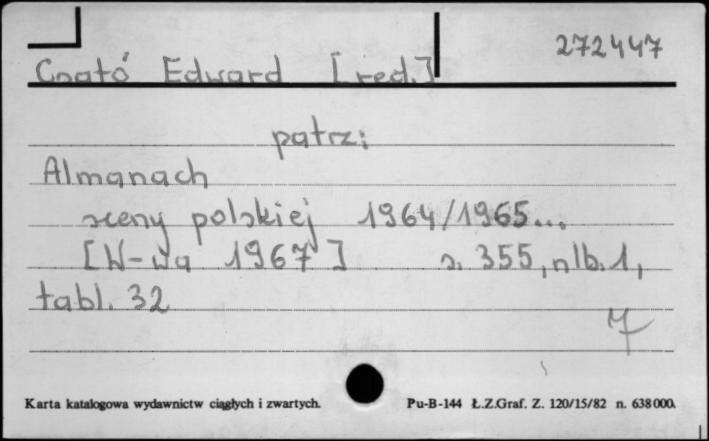 272447
Csató Edward [red.]
patrz:
Almanach
sceny polskiej 1964/1965...
[W-wa 1967] s. 355, nlb. 1,
tabl. 32
7
Karta katalogowa wydawnictw ciągłych i zwartych. Pu-B-144 Ł.Z.Graf. Z. 120/15/82 n. 638000.